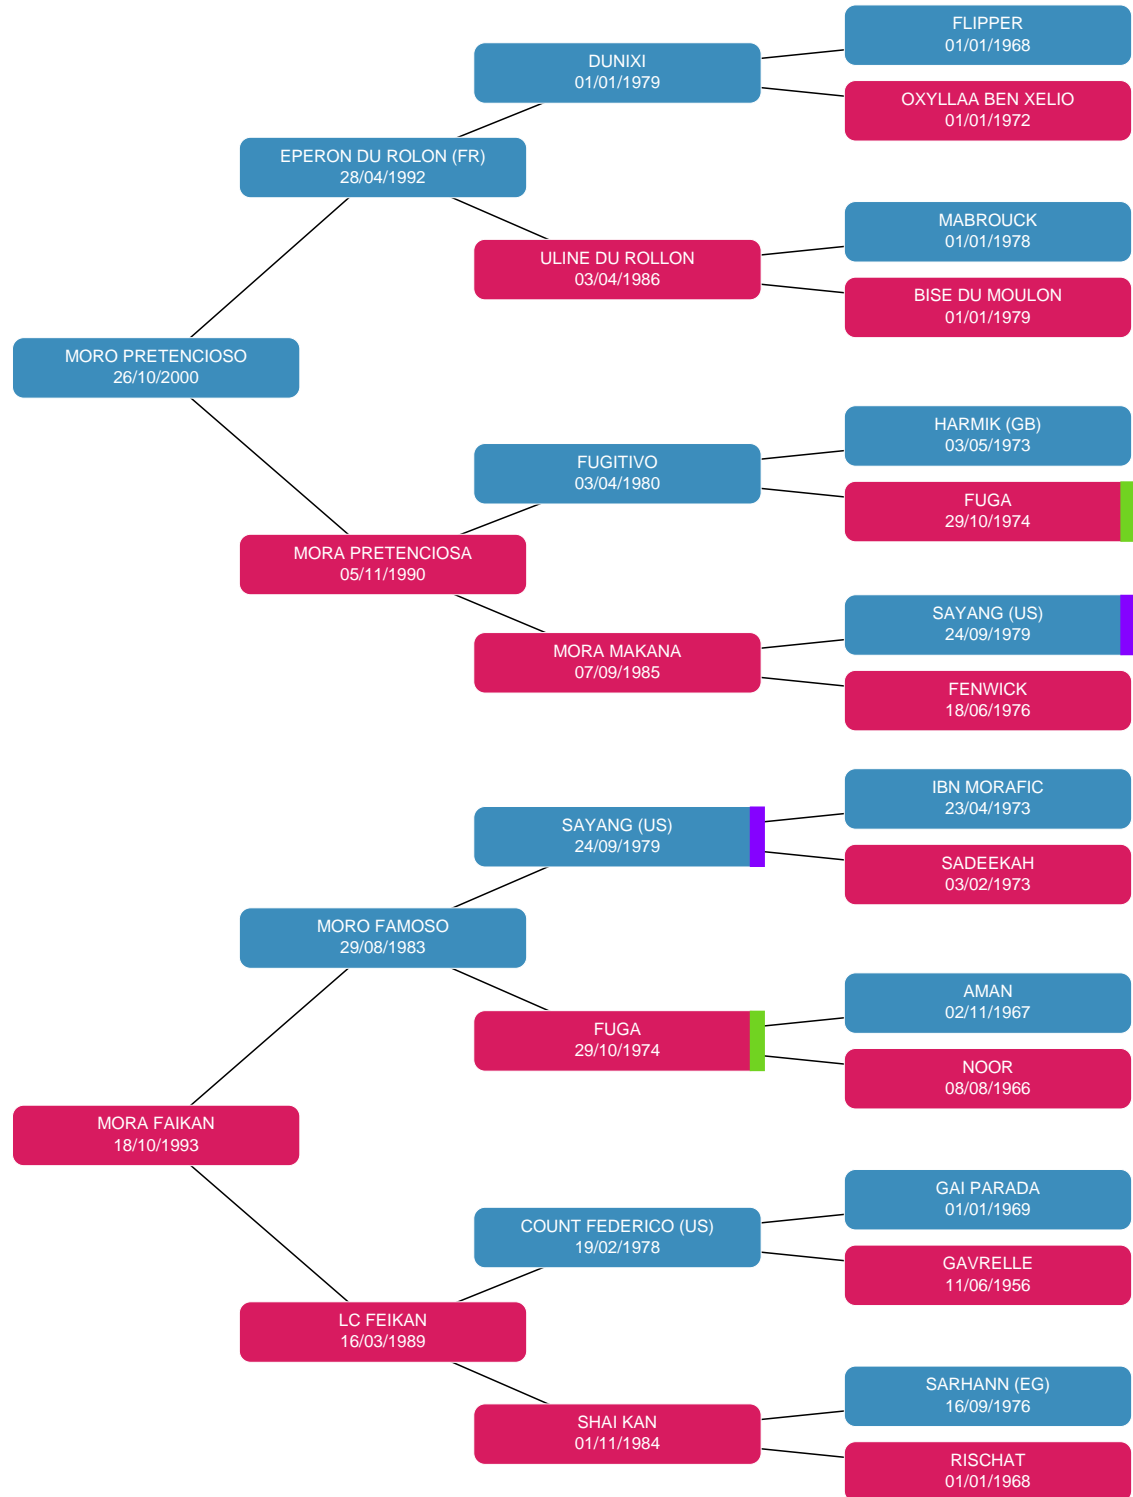 FLIPPER
01/01/1968
DUNIXI
01/01/1979
OXYLLAA BEN XELIO
01/01/1972
EPERON DU ROLON (FR)
28/04/1992
MABROUCK
01/01/1978
ULINE DU ROLLON
03/04/1986
BISE DU MOULON
01/01/1979
MORO PRETENCIOSO
26/10/2000
HARMIK (GB)
03/05/1973
FUGITIVO
03/04/1980
FUGA
29/10/1974
MORA PRETENCIOSA
05/11/1990
SAYANG (US)
24/09/1979
MORA MAKANA
07/09/1985
FENWICK
18/06/1976
IBN MORAFIC
23/04/1973
SAYANG (US)
24/09/1979
SADEEKAH
03/02/1973
MORO FAMOSO
29/08/1983
AMAN
02/11/1967
FUGA
29/10/1974
NOOR
08/08/1966
MORA FAIKAN
18/10/1993
GAI PARADA
01/01/1969
COUNT FEDERICO (US)
19/02/1978
GAVRELLE
11/06/1956
LC FEIKAN
16/03/1989
SARHANN (EG)
16/09/1976
SHAI KAN
01/11/1984
RISCHAT
01/01/1968